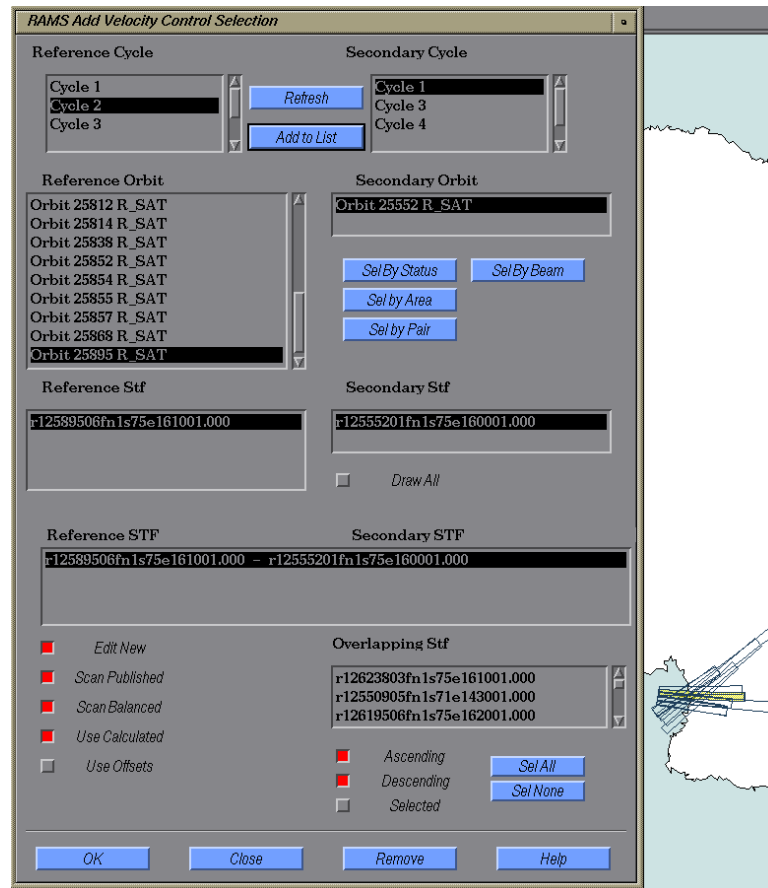 RAMS Add Velocity Control Selection
Reference Cycle
Secondary Cycle
Cycle 1
Cycle 2
Cycle 3
Refresh
Add to List
Cycle 1
Cycle 3
Cycle 4
Reference Orbit
Secondary Orbit
Orbit 25812 R_SAT
Orbit 25814 R_SAT
Orbit 25838 R_SAT
Orbit 25852 R_SAT
Orbit 25854 R_SAT
Orbit 25855 R_SAT
Orbit 25857 R_SAT
Orbit 25868 R_SAT
Orbit 25895 R_SAT
Orbit 25552 R_SAT
Sel By Status
Sel By Beam
Sel by Area
Sel by Pair
Reference Stf
Secondary Stf
r12589506fn1s75e161001.000
r12555201fn1s75e160001.000
Draw All
Reference STF
Secondary STF
r12589506fn1s75e161001.000 - r12555201fn1s75e160001.000
Edit New
Scan Published
Scan Balanced
Use Calculated
Use Offsets
Overlapping Stf
r12623803fn1s75e161001.000
r12550905fn1s71e143001.000
r12619506fn1s75e162001.000
Ascending
Descending
Selected
Sel All
Sel None
OK
Close
Remove
Help